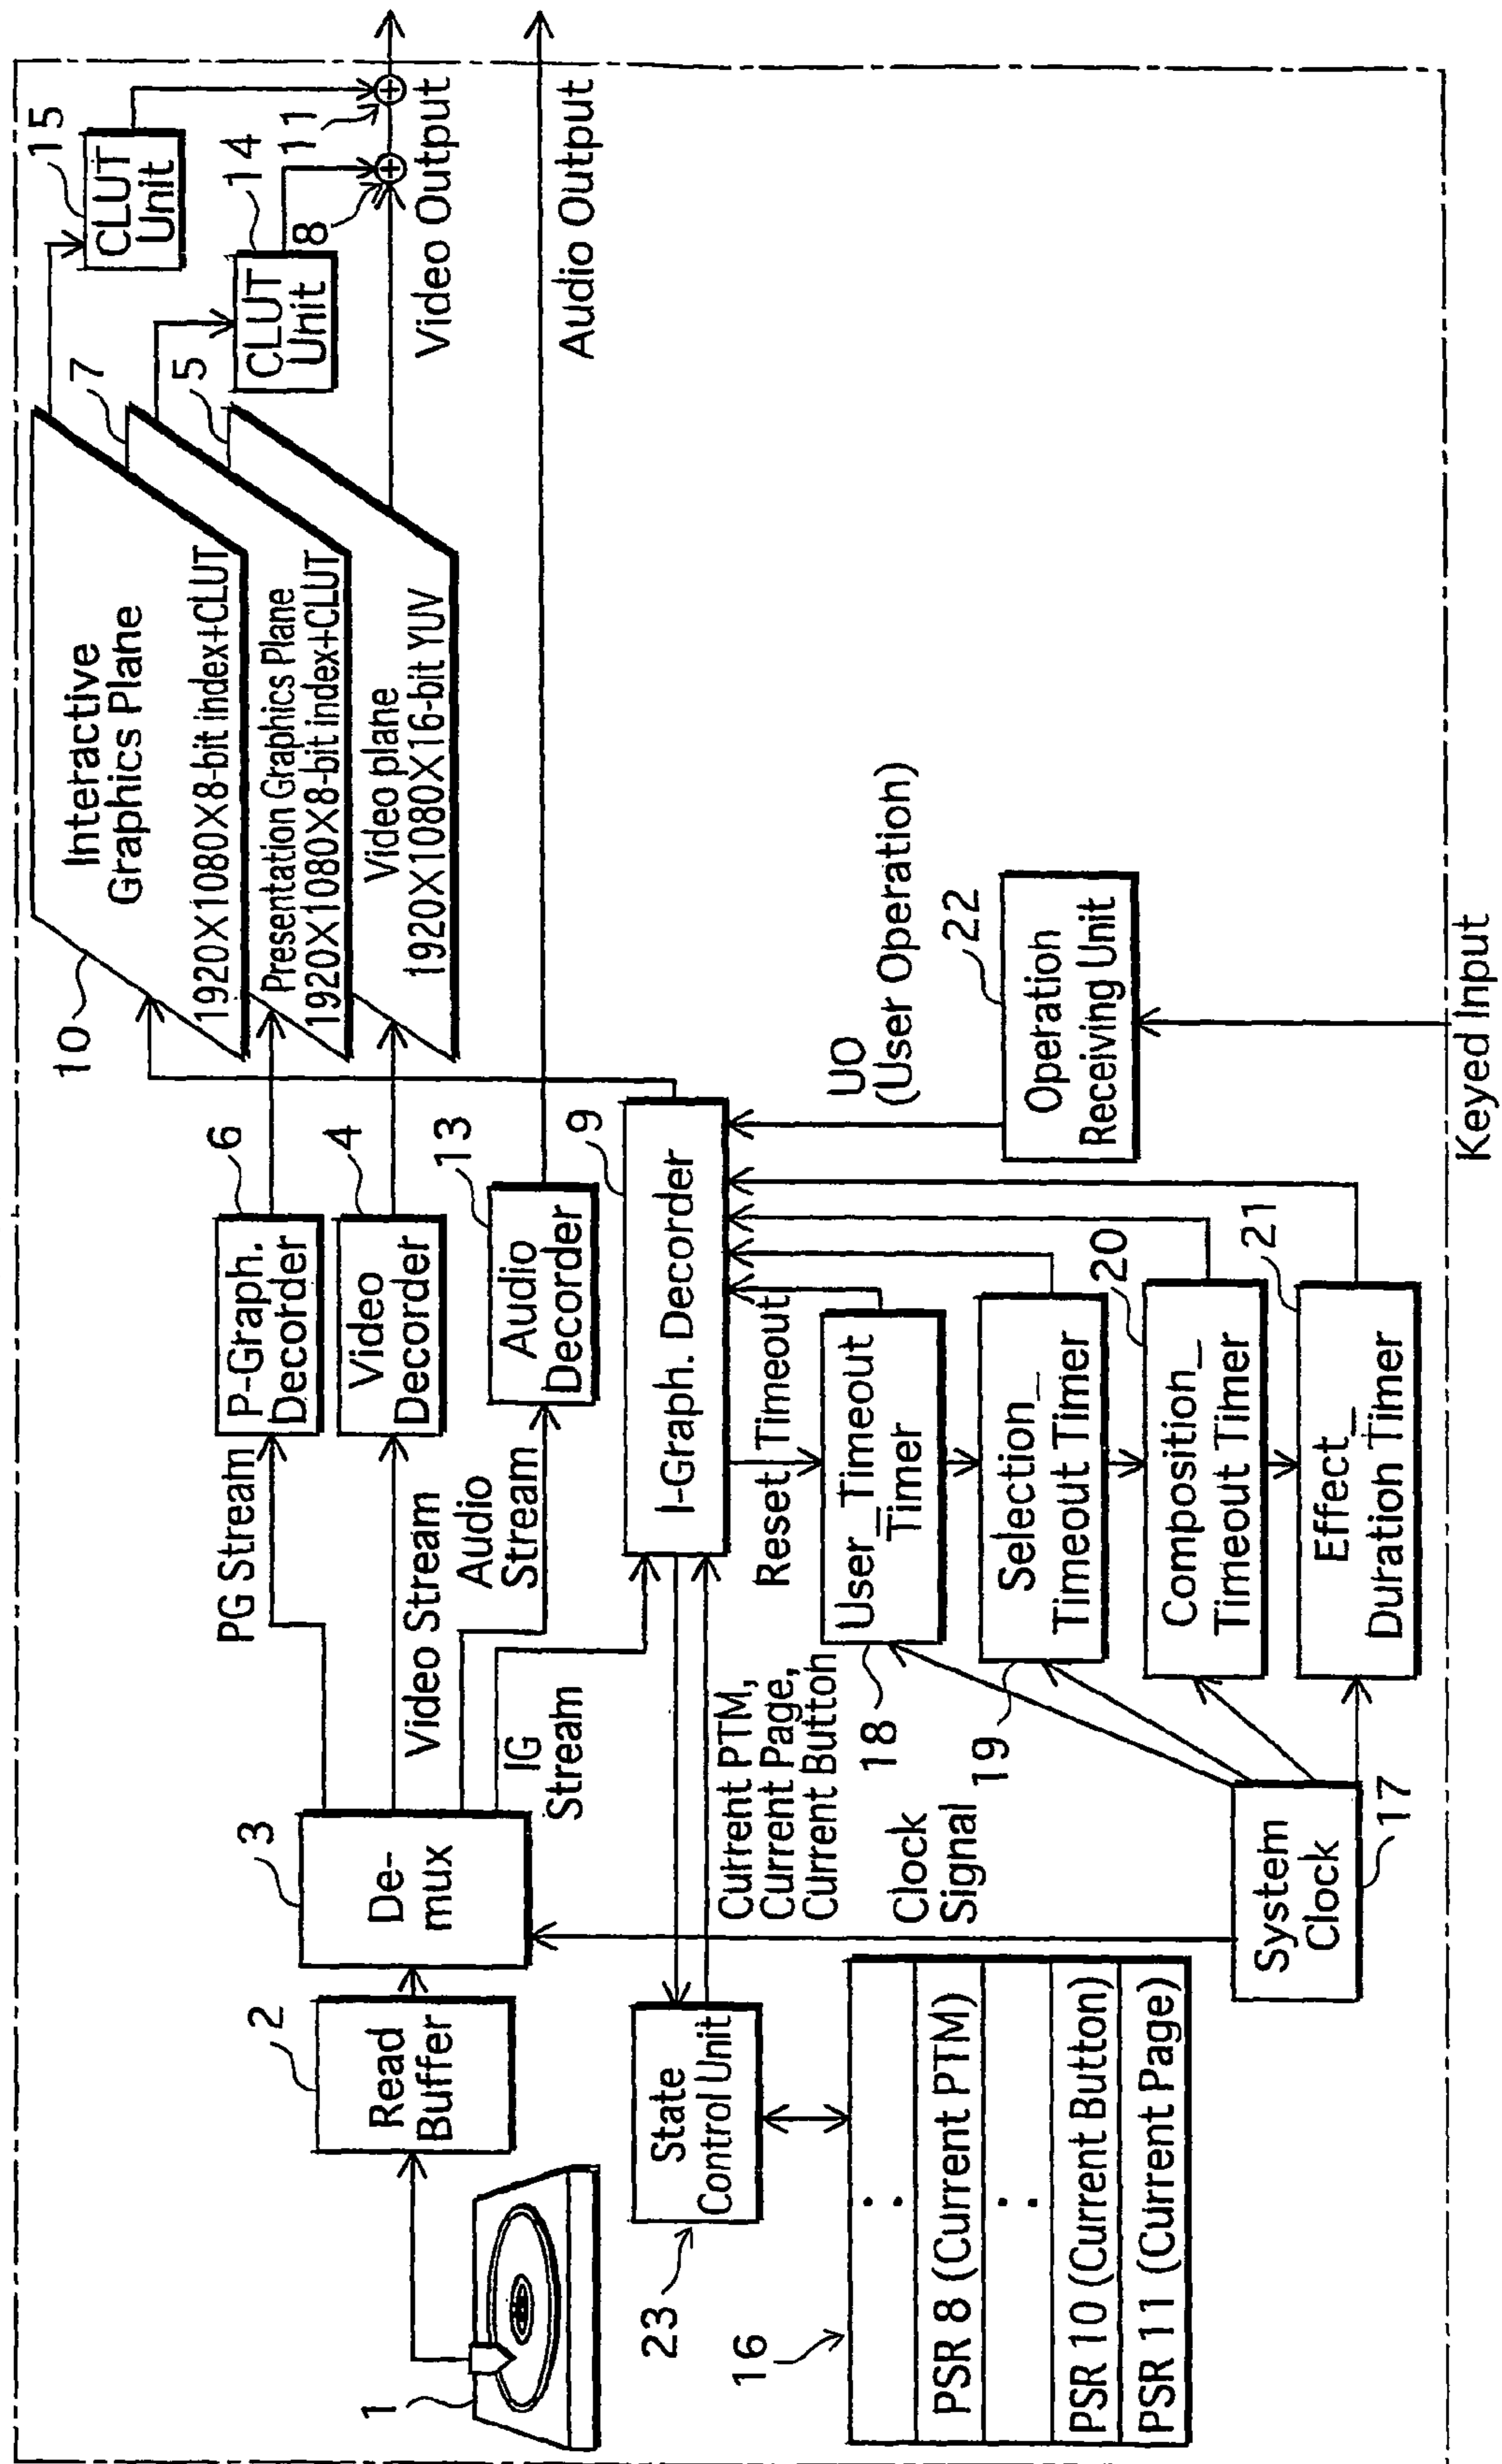 15
CLUT
Unit
11
14
CLUT
Unit
8
Video Output
Audio Output
7
5
10
Interactive
Graphics Plane
1920X1080X8-bit index+CLUT
Presentation Graphics Plane
1920X1080X8-bit index+CLUT
Video plane
1920X1080X16-bit YUV
PG Stream
P-Graph.
Decorder
6
Video Stream
Video
Decorder
4
Audio
Stream
Audio
Decorder
13
IG
Stream
I-Graph. Decorder
9
1
Read
Buffer
2
De-
mux
3
State
Control Unit
23
Current PTM,
Current Page,
Current Button
16
PSR 8 (Current PTM)
PSR 10 (Current Button)
PSR 11 (Current Page)
Clock
Signal
System
Clock
17
Reset Timeout
User_Timeout
Timer
18
Selection_
Timeout Timer
19
Composition_
Timeout Timer
20
Effect_
Duration Timer
21
UO
(User Operation)
Operation
Receiving Unit
22
Keyed Input